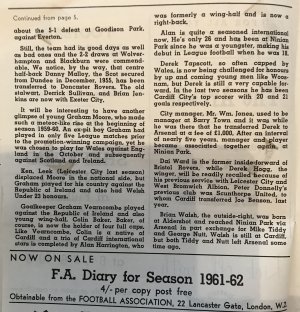 Continued from page 5.
about the 5-1 defeat at Goodison Park.
against Everton.
Still, the team had its good days as well
as bad ones and the 2-2 draws at Wolver-
hampton and Blackburn were commend-
able. We notice, by the way, that centre
half-back Danny Malloy, the Scot secured
from Dundee in December, 1955, has been
transferred to Doncaster Rovers. The old
stalwart, Derrick Sullivan, and Brian Jen-
kins are now with Exeter City.
It will be interesting to have another
glimpse of young Graham Moore, who made
such a meteor-like rise at the beginning of
season 1959-60. An ex-pit boy Graham had
played in only five League matches prior
to the promotion-winning campaign, yet he
was chosen to play for Wales against Eng-
land in the October and subsequently
against Scotland and Ireland.
Ken, Leek (Leicester City last season)
displaced Moore in the national side, but
Graham played for his country against the
Republic of Ireland and also had Welsh
Under 23 honours.
Goalkeeper Graham Vearncombe played
against the Republic of Ireland and also
young wing-half, Colin Baker. Baker, of
course, is now the holder of four full caps.
Like Vearncombe, Colin is a native of
Cardiff and a trio of Cardiff international
stars is completed by Alan Harrington, who
was formerly a wing-half and is now a
right-back.
Alan is quite a seasoned international
now. He's only 28 and has been at Ninian
Park since he was a youngster, making his
debut in League football when he was 18.
Derek Tapscott, so often capped by
Wales, is now being challenged for honours
by up and coming young men like Woos-
nam, but Derek is still a very capable for-
ward. In the last two seasons he has been
Cardiff City's top scorer with 20 and 21
goals respectively.
City manager, Mr. Wm. Jones, used to be
manager at Barry Town and it was while
he was there that he transferred Derek to
Arsenal at a fee of £1,000. After an interval
of several years, manager and player
became associated together again, at
Ninian Park.
Dai Ward is the former inside-forward of
Bristol Rovers, while Derek Hogg, the
winger, will be readily recalled because of
his previous service with Leicester City and
West Bromwich Albion. Peter Donnelly's
previous club was Scunthorpe United, to
whom Cardiff transferred Joe Bonson, last
year.
Brian Walsh, the outside-right, was born
at Aldershot and reached Ninian Park via
Arsenal in part exchange for Mike Tiddy
and George Nutt. Walsh is still at Cardiff,
but both Tiddy and Nutt left Arsenal some
time ago.
NOW ON SALE
F.A. Diary for Season 1961-62
4/- per copy post free
Obtainable from the FOOTBALL ASSOCIATION, 22 Lancaster Gate, London, W.2